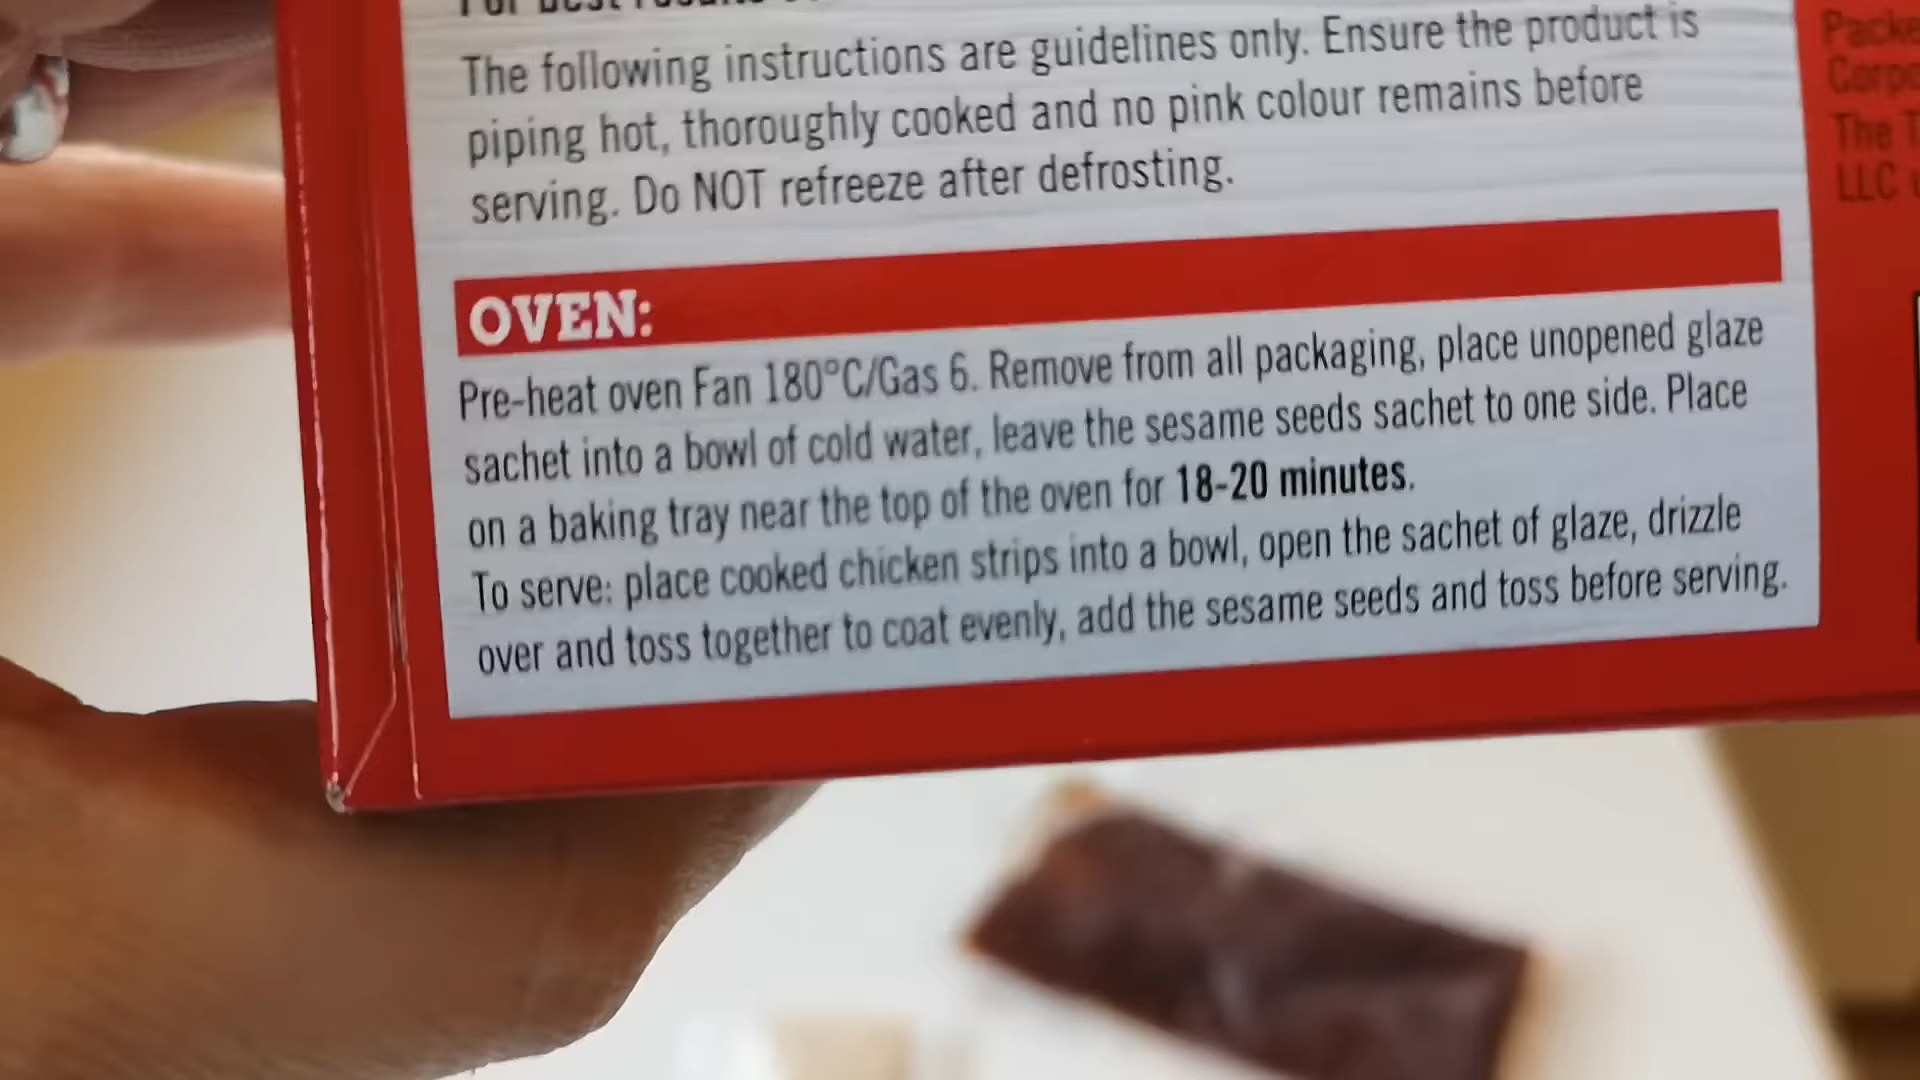 For best results
The following instructions are guidelines only. Ensure the product is
piping hot, thoroughly cooked and no pink colour remains before
serving. Do NOT refreeze after defrosting.
OVEN:
Pre-heat oven Fan 180°C/Gas 6. Remove from all packaging, place unopened glaze
sachet into a bowl of cold water, leave the sesame seeds sachet to one side. Place
on a baking tray near the top of the oven for 18-20 minutes.
To serve: place cooked chicken strips into a bowl, open the sachet of glaze, drizzle
over and toss together to coat evenly, add the sesame seeds and toss before serving.
The
LLC